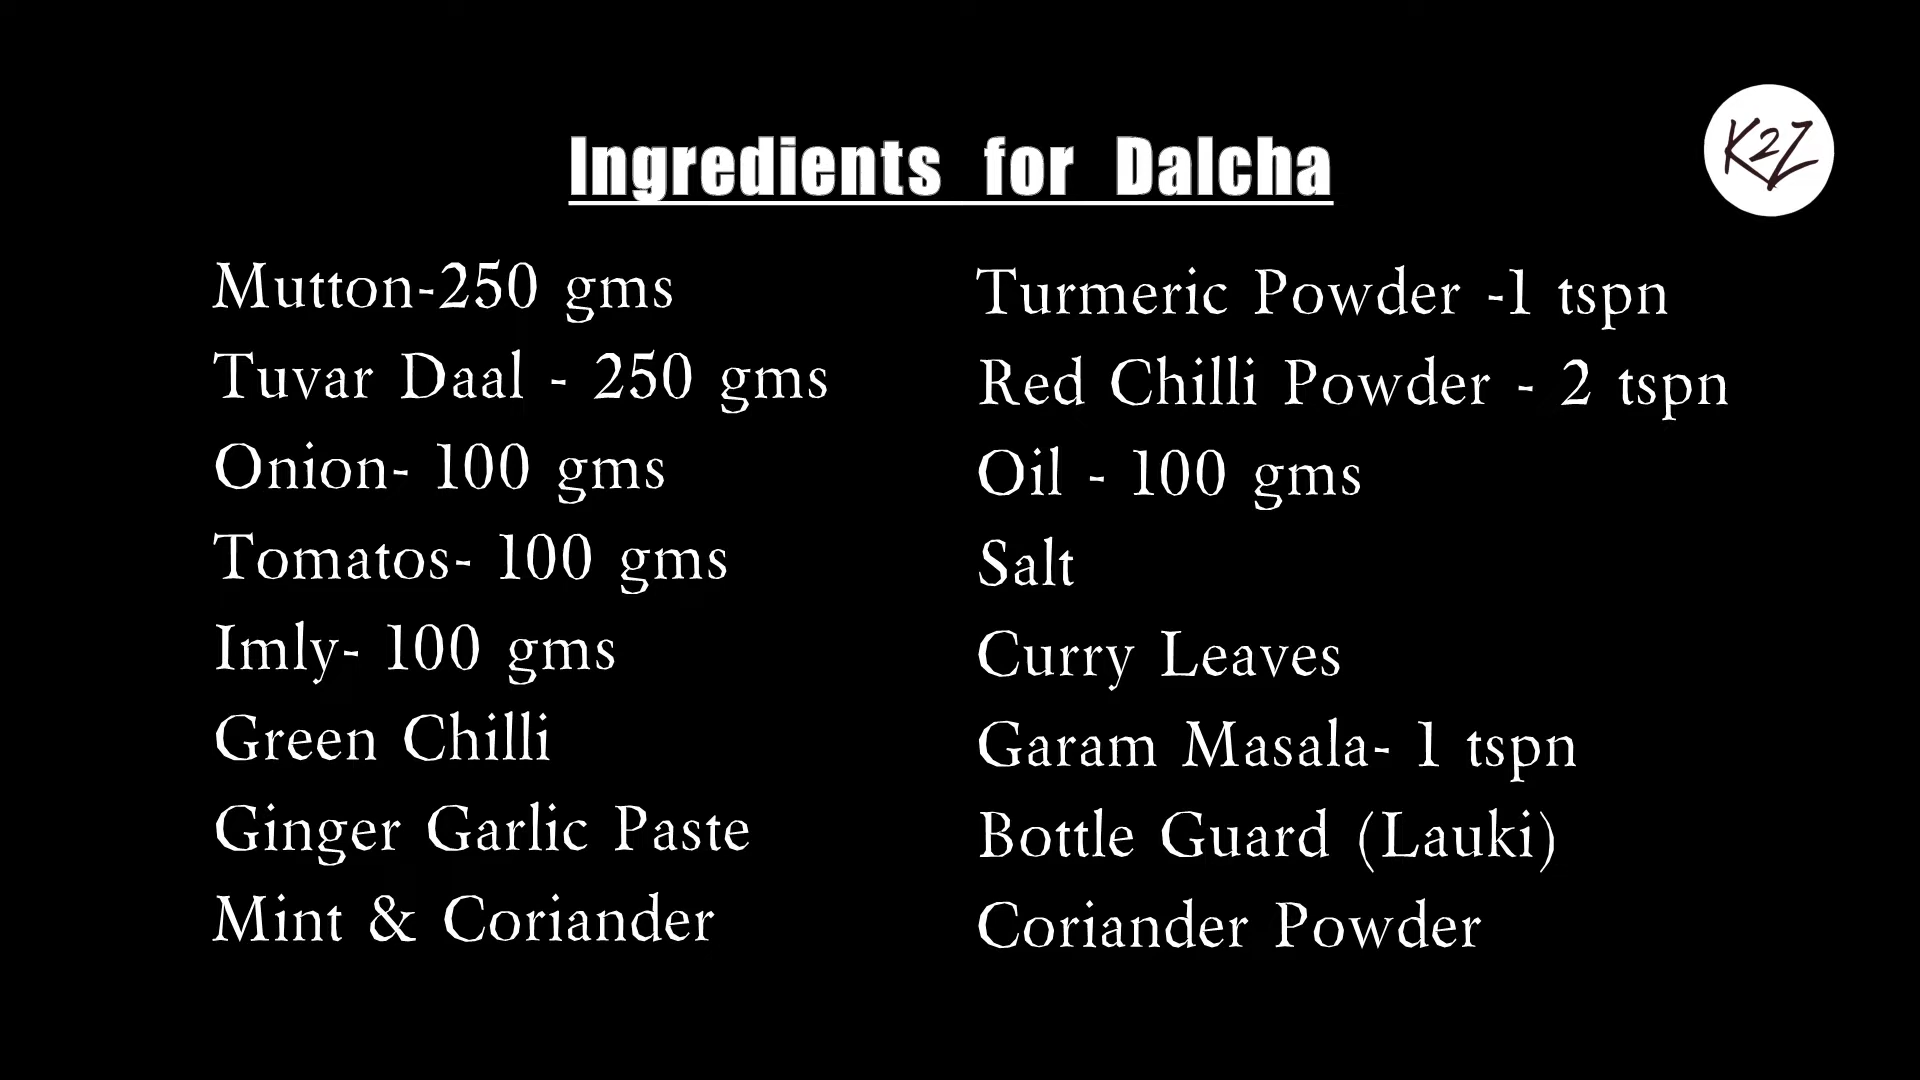 Ingredients for Dalcha
K2Z
Mutton-250 gms
Tuvar Daal - 250 gms
Onion- 100 gms
Tomatos- 100 gms
Imly- 100 gms
Green Chilli
Ginger Garlic Paste
Mint & Coriander
Turmeric Powder -1 tspn
Red Chilli Powder - 2 tspn
Oil - 100 gms
Salt
Curry Leaves
Garam Masala- 1 tspn
Bottle Guard (Lauki)
Coriander Powder